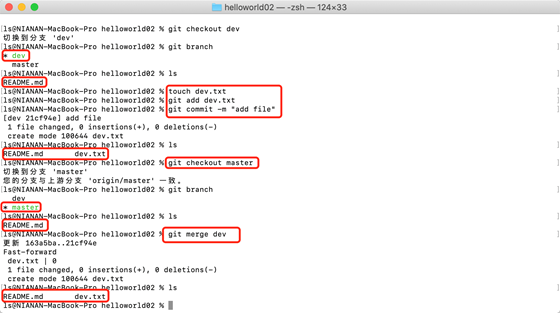 helloworld02 — -zsh — 124×33
[ls@NIANAN-MacBook-Pro helloworld02 % git checkout dev
切换到分支 'dev'
[ls@NIANAN-MacBook-Pro helloworld02 % git branch
* dev
master
[ls@NIANAN-MacBook-Pro helloworld02 % ls
README.md
[ls@NIANAN-MacBook-Pro helloworld02 % touch dev.txt
[ls@NIANAN-MacBook-Pro helloworld02 % git add dev.txt
[ls@NIANAN-MacBook-Pro helloworld02 % git commit -m "add file"
[dev 21cf94e] add file
1 file changed, 0 insertions(+), 0 deletions(-)
create mode 100644 dev.txt
[ls@NIANAN-MacBook-Pro helloworld02 % ls
README.md dev.txt
[ls@NIANAN-MacBook-Pro helloworld02 % git checkout master
切换到分支 'master'
您的分支与上游分支 'origin/master' 一致。
[ls@NIANAN-MacBook-Pro helloworld02 % git branch
dev
* master
[ls@NIANAN-MacBook-Pro helloworld02 % ls
README.md
[ls@NIANAN-MacBook-Pro helloworld02 % git merge dev
更新 163a5ba..21cf94e
Fast-forward
dev.txt | 0
1 file changed, 0 insertions(+), 0 deletions(-)
create mode 100644 dev.txt
[ls@NIANAN-MacBook-Pro helloworld02 % ls
README.md dev.txt
ls@NIANAN-MacBook-Pro helloworld02 %